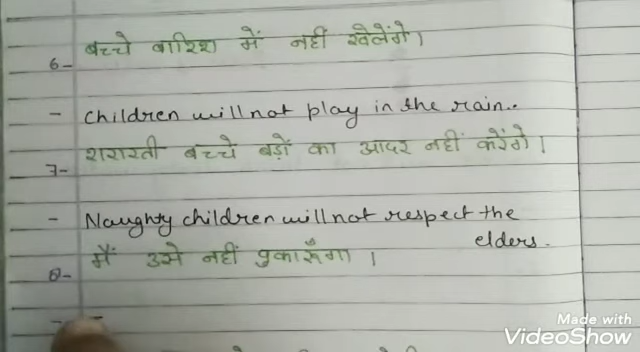 6- बच्चे बारिश में नहीं खेलेंगे।
- Children will not play in the rain..
7- शरारती बच्चे बड़ों का आदर नहीं करेंगे।
- Naughty children will not respect the
elders.
8- मैं उसे नहीं पुकारूँगा ।
Made with
VideoShow